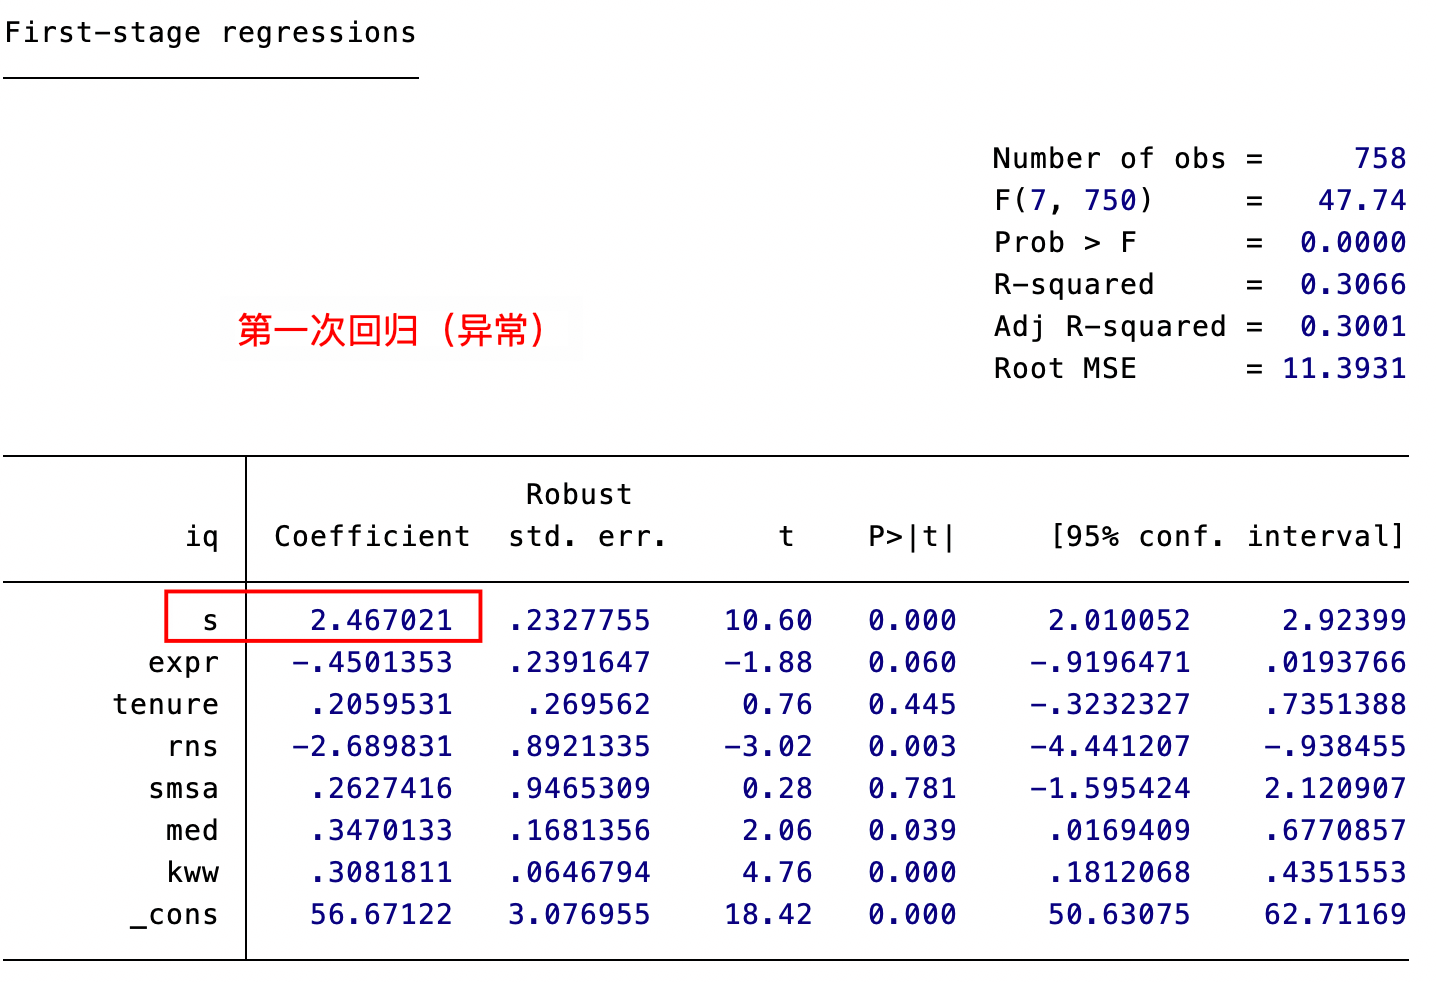 First-stage regressions
Number of obs = 758
F(7, 750) = 47.74
Prob > F = 0.0000
R-squared = 0.3066
Adj R-squared = 0.3001
Root MSE = 11.3931
第一次回归（异常）
Robust
iq Coefficient std. err. t P>|t| [95% conf. interval]
s 2.467021 .2327755 10.60 0.000 2.010052 2.92399
expr -.4501353 .2391647 -1.88 0.060 -.9196471 .0193766
tenure .2059531 .269562 0.76 0.445 -.3232327 .7351388
rns -2.689831 .8921335 -3.02 0.003 -4.441207 -.938455
smsa .2627416 .9465309 0.28 0.781 -1.595424 2.120907
med .3470133 .1681356 2.06 0.039 .0169409 .6770857
kww .3081811 .0646794 4.76 0.000 .1812068 .4351553
_cons 56.67122 3.076955 18.42 0.000 50.63075 62.71169